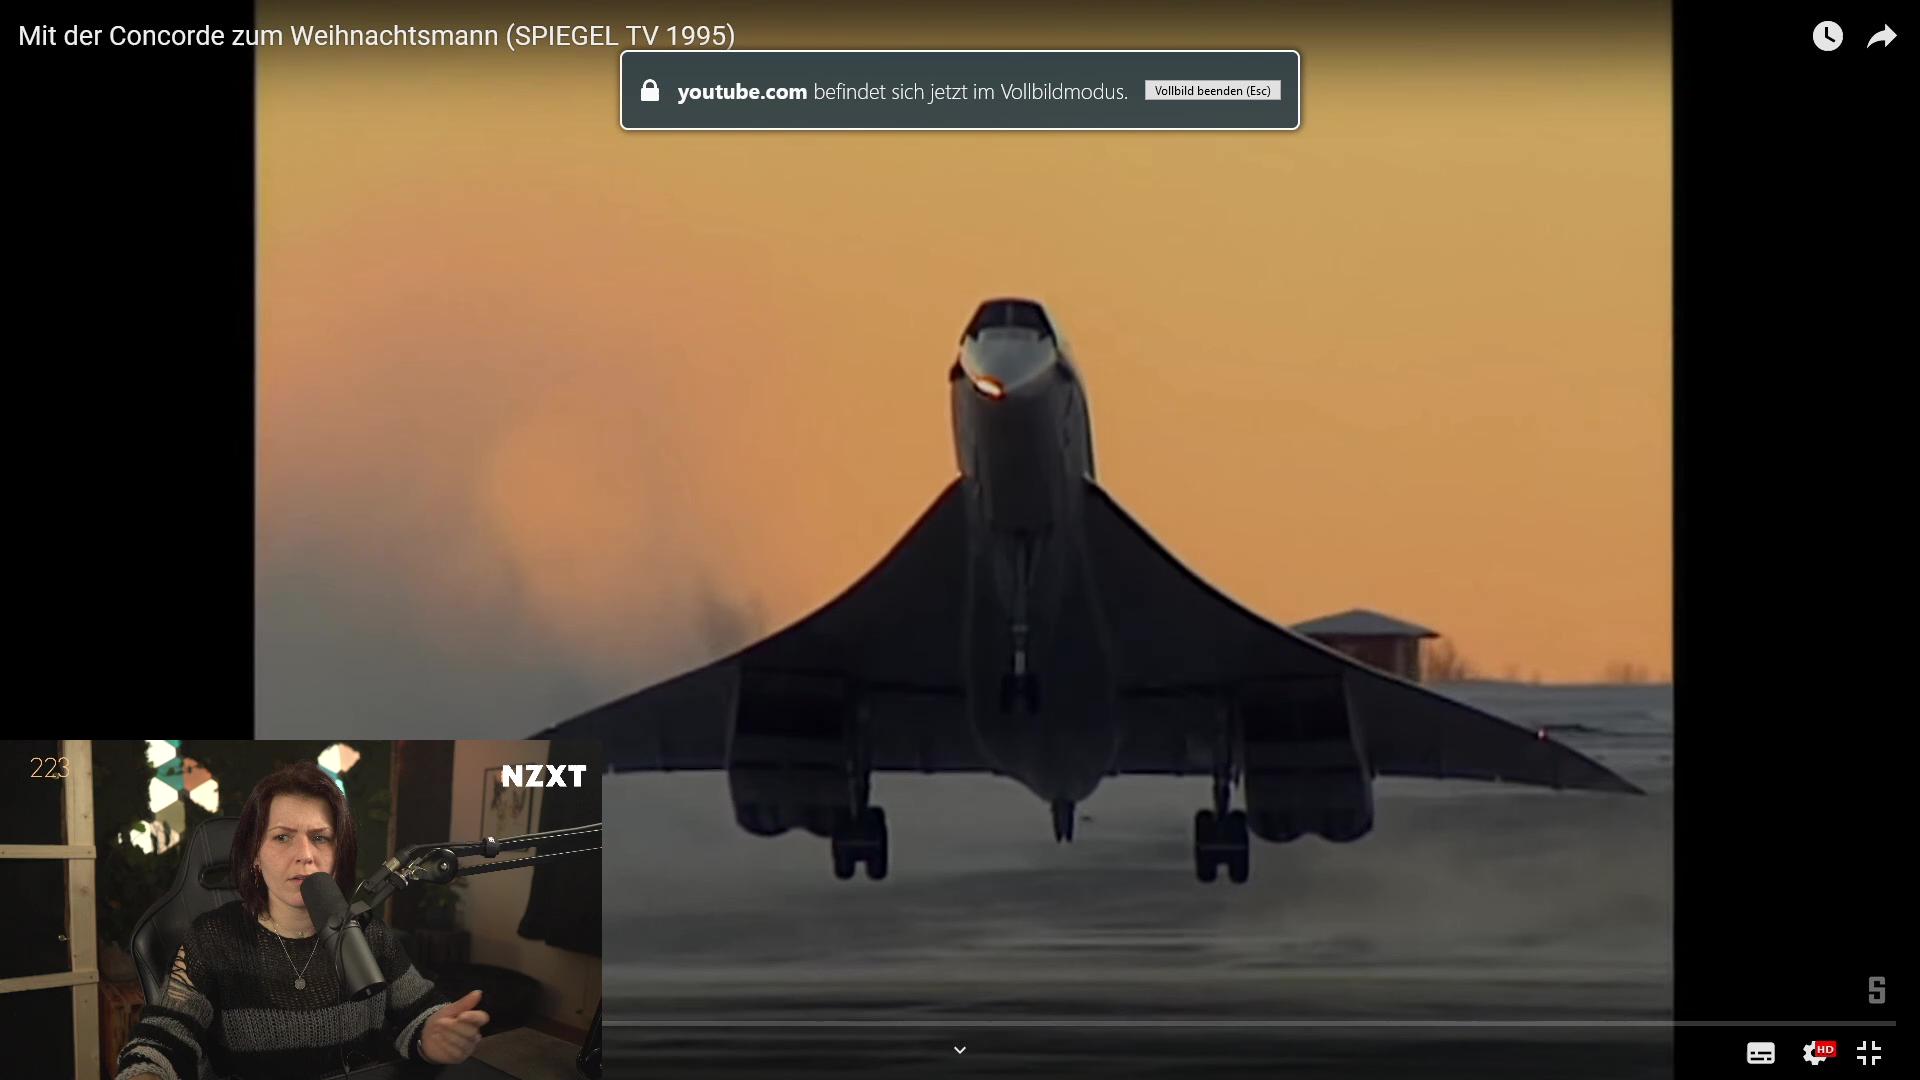 Mit der Concorde zum Weihnachtsmann (SPIEGEL TV 1995)
youtube.com befindet sich jetzt im Vollbildmodus.
Vollbild beenden (Esc)
223
NZXT
S
HD